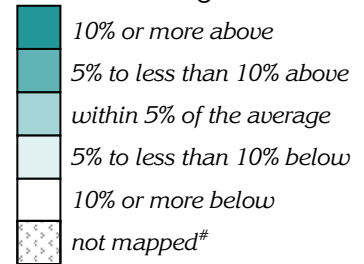 10% or more above
5% to less than 10% above
within 5% of the average
5% to less than 10% below
10% or more below
not mapped#